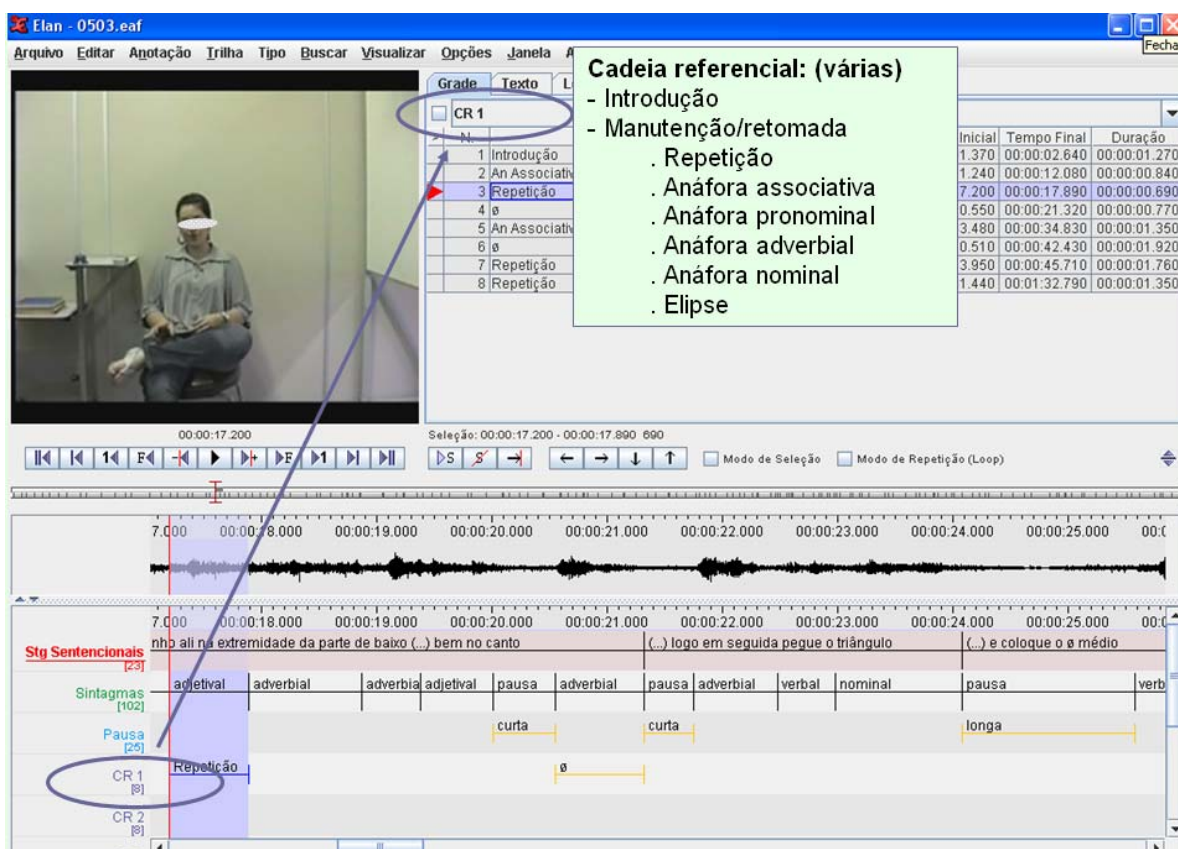 Elan - 0503.eaf
Arquivo Editar Anotação Trilha Tipo Buscar Visualizar Opções Janela
Fecha
Grade Texto
CR 1
Cadeia referencial: (várias)
- Introdução
- Manutenção/retomada
. Repetição
. Anáfora associativa
. Anáfora pronominal
. Anáfora adverbial
. Anáfora nominal
. Elipse
N. Inicial Tempo Final Duração
1 Introdução 1.370 00:00:02.640 00:00:01.270
2 An Associativ 1.240 00:00:12.080 00:00:00.840
3 Repetição 7.200 00:00:17.890 00:00:00.690
4 ø 0.550 00:00:21.320 00:00:00.770
5 An Associativ 3.480 00:00:34.830 00:00:01.350
6 ø 0.510 00:00:42.430 00:00:01.920
7 Repetição 3.950 00:00:45.710 00:00:01.760
8 Repetição 1.440 00:01:32.790 00:00:01.350
00:00:17.200
Seleção: 00:00:17.200 - 00:00:17.890 690
Modo de Seleção Modo de Repetição (Loop)
7.000 00:00:18.000 00:00:19.000 00:00:20.000 00:00:21.000 00:00:22.000 00:00:23.000 00:00:24.000 00:00:25.000
7.000 00:00:18.000 00:00:19.000 00:00:20.000 00:00:21.000 00:00:22.000 00:00:23.000 00:00:24.000 00:00:25.000
Stg Sentencionais nho ali na extremidade da parte de baixo (...) bem no canto (...) logo em seguida pegue o triângulo (...) e coloque o ø médio
[23]
Sintagmas adjetival adverbial adverbia adjetival pausa adverbial pausa adverbial verbal nominal pausa verb
[102]
Pausa curta curta longa
CR 1 Repetição ø
[8]
CR 2
[8]